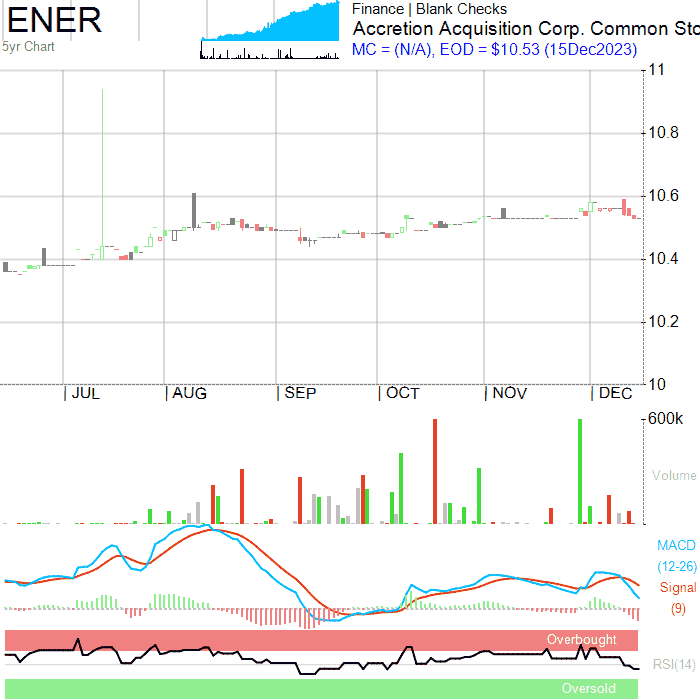 ENER
5yr Chart
Finance | Blank Checks
Accretion Acquisition Corp. Common Sto
MC = (N/A), EOD = $10.53 (15Dec2023)
11
10.8
10.6
10.4
10.2
10
JUL
AUG
SEP
OCT
NOV
DEC
600k
Volume
MACD
(12-26)
Signal
(9)
Overbought
RSI(14)
Oversold